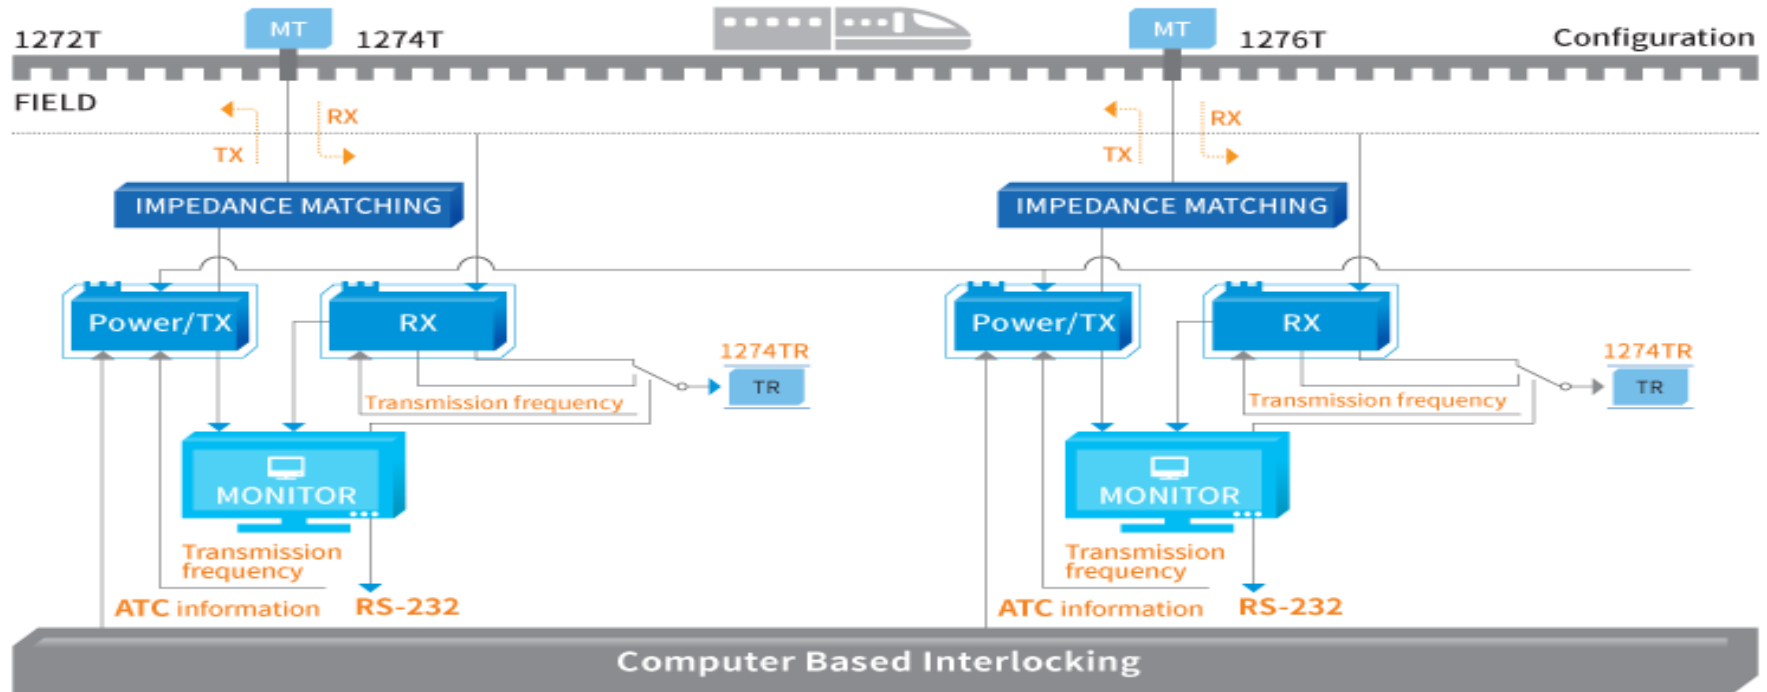 1272T
MT
1274T
MT
1276T
Configuration
FIELD
RX
TX
RX
TX
IMPEDANCE MATCHING
IMPEDANCE MATCHING
Power/TX
RX
Power/TX
RX
1274TR
TR
1274TR
TR
Transmission frequency
Transmission frequency
MONITOR
MONITOR
Transmission
frequency
Transmission
frequency
ATC information
RS-232
ATC information
RS-232
Computer Based Interlocking